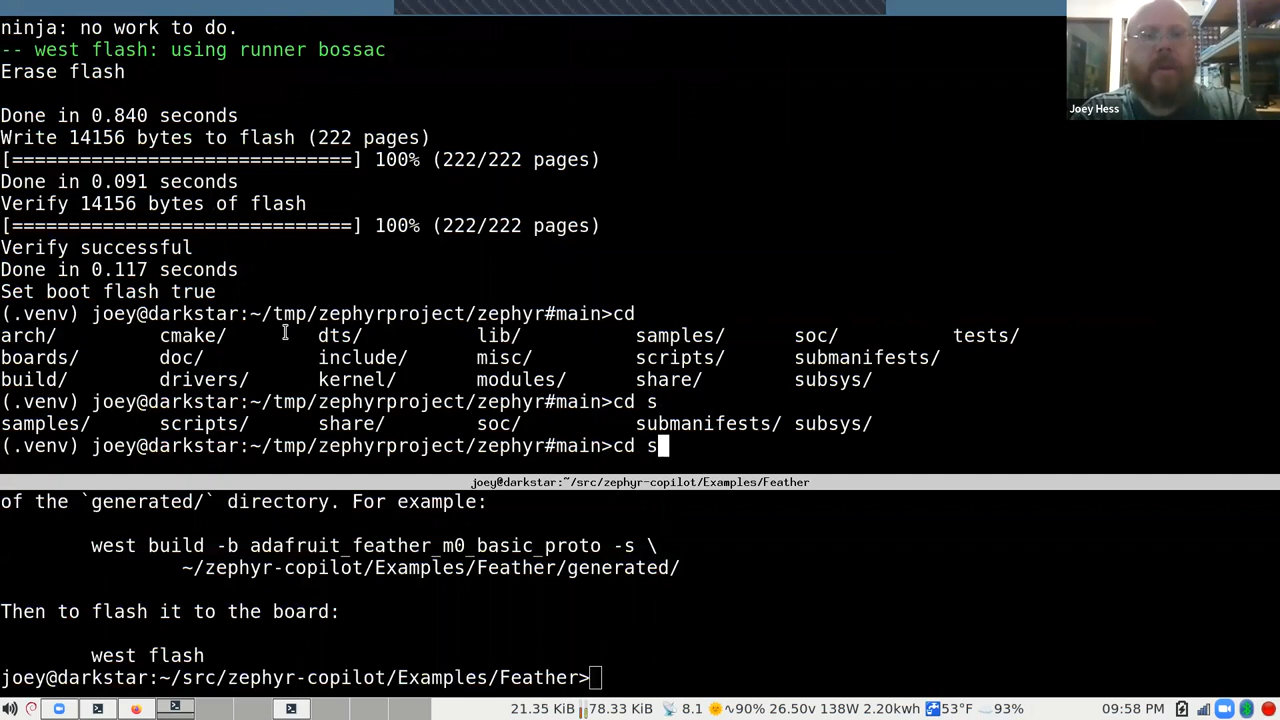 ninja: no work to do.
-- west flash: using runner bossac
Erase flash
Done in 0.840 seconds
Write 14156 bytes to flash (222 pages)
[=============================] 100% (222/222 pages)
Done in 0.091 seconds
Verify 14156 bytes of flash
[=============================] 100% (222/222 pages)
Verify successful
Done in 0.117 seconds
Set boot flash true
(.venv) joey@darkstar:~/tmp/zephyrproject/zephyr#main>cd
arch/ cmake/ dts/ lib/ samples/ soc/ tests/
boards/ doc/ include/ misc/ scripts/ submanifests/
build/ drivers/ kernel/ modules/ share/ subsys/
(.venv) joey@darkstar:~/tmp/zephyrproject/zephyr#main>cd s
samples/ scripts/ share/ soc/ submanifests/ subsys/
(.venv) joey@darkstar:~/tmp/zephyrproject/zephyr#main>cd s
Joey Hess
joey@darkstar:~/src/zephyr-copilot/Examples/Feather
of the `generated/` directory. For example:
west build -b adafruit_feather_m0_basic_proto -s \
~/zephyr-copilot/Examples/Feather/generated/
Then to flash it to the board:
west flash
joey@darkstar:~/src/zephyr-copilot/Examples/Feather>
21.35 KiB 78.33 KiB 8.1 ∿90% 26.50v 138W 2.20kwh 53°F 93% 09:58 PM